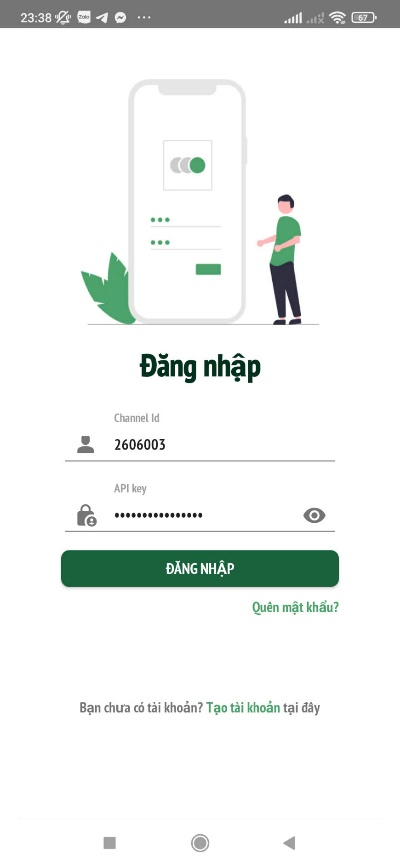 23:38 Zalo ... 67
Đăng nhập
Channel Id
2606003
API key
••••••••••••••••
ĐĂNG NHẬP
Quên mật khẩu?
Bạn chưa có tài khoản? Tạo tài khoản tại đây